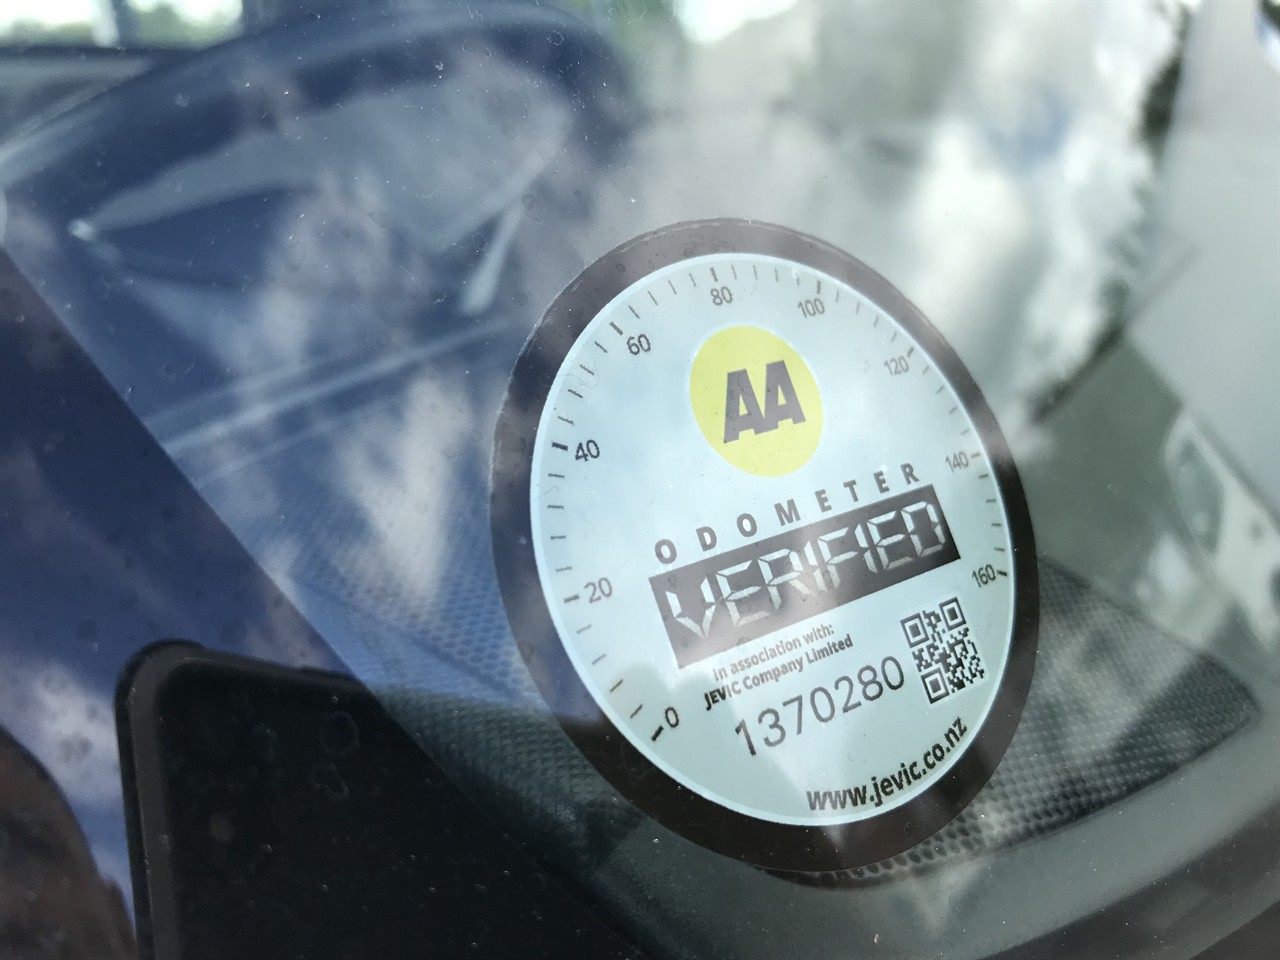 80
100
60
120
AA
40
140
ODOMETER
VERIFIED
20
160
in association with:
JEVIC Company Limited
1370280
0
www.jevic.co.nz